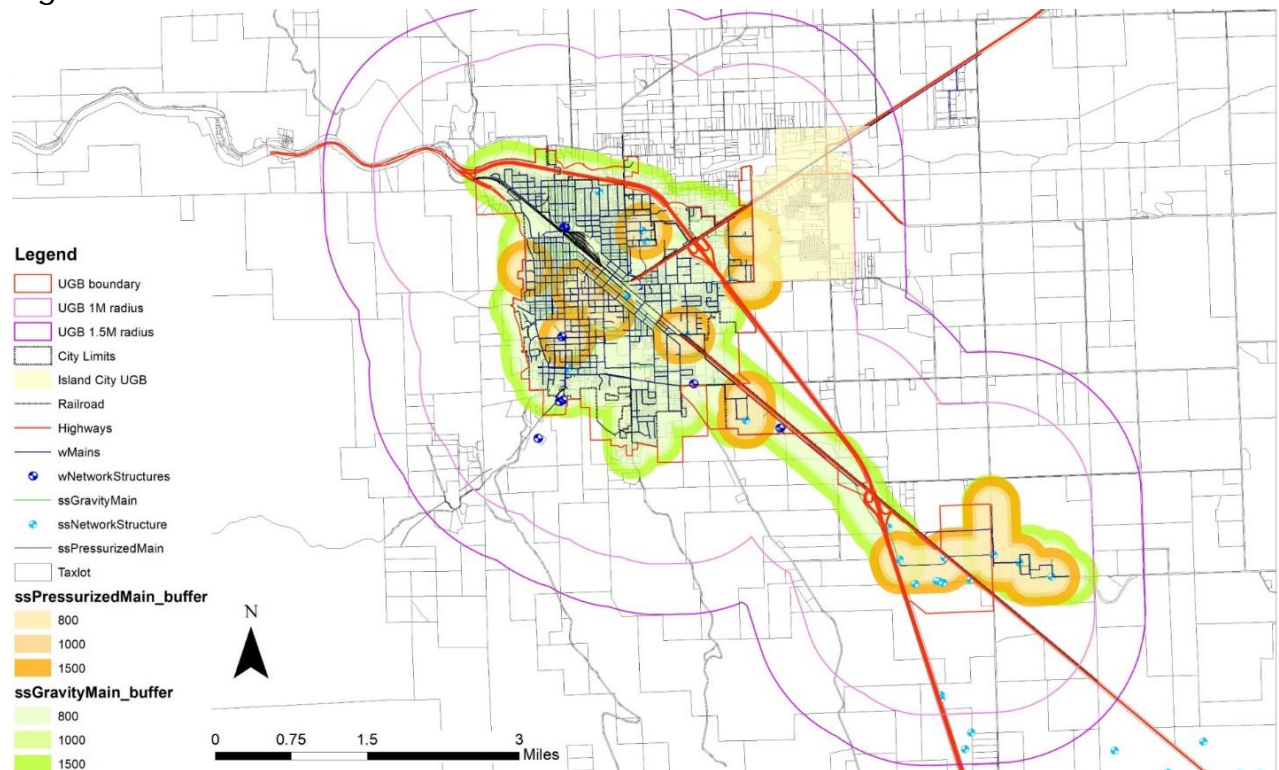 Legend
UGB boundary
UGB 1M radius
UGB 1.5M radius
City Limits
Island City UGB
Railroad
Highways
wMains
wNetworkStructures
ssGravityMain
ssNetworkStructure
ssPressurizedMain
Taxlot
ssPressurizedMain_buffer
800
1000
1500
ssGravityMain_buffer
800
1000
1500
N
0 0.75 1.5 3
Miles